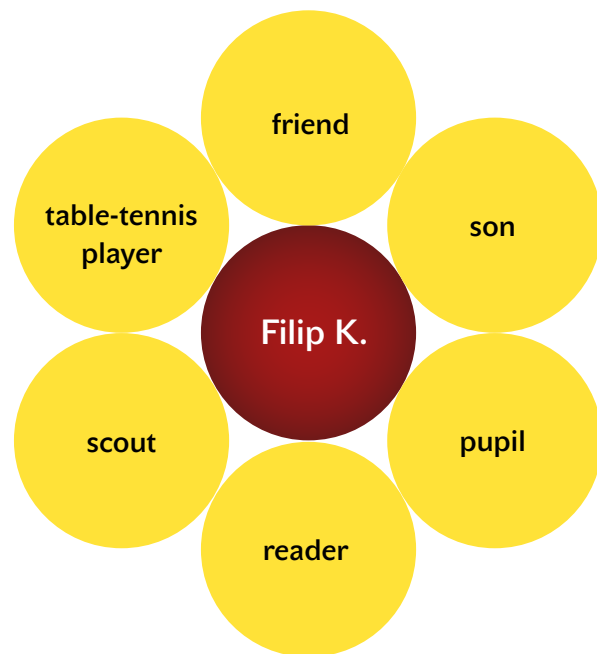 friend
table-tennis
player
son
Filip K.
scout
pupil
reader